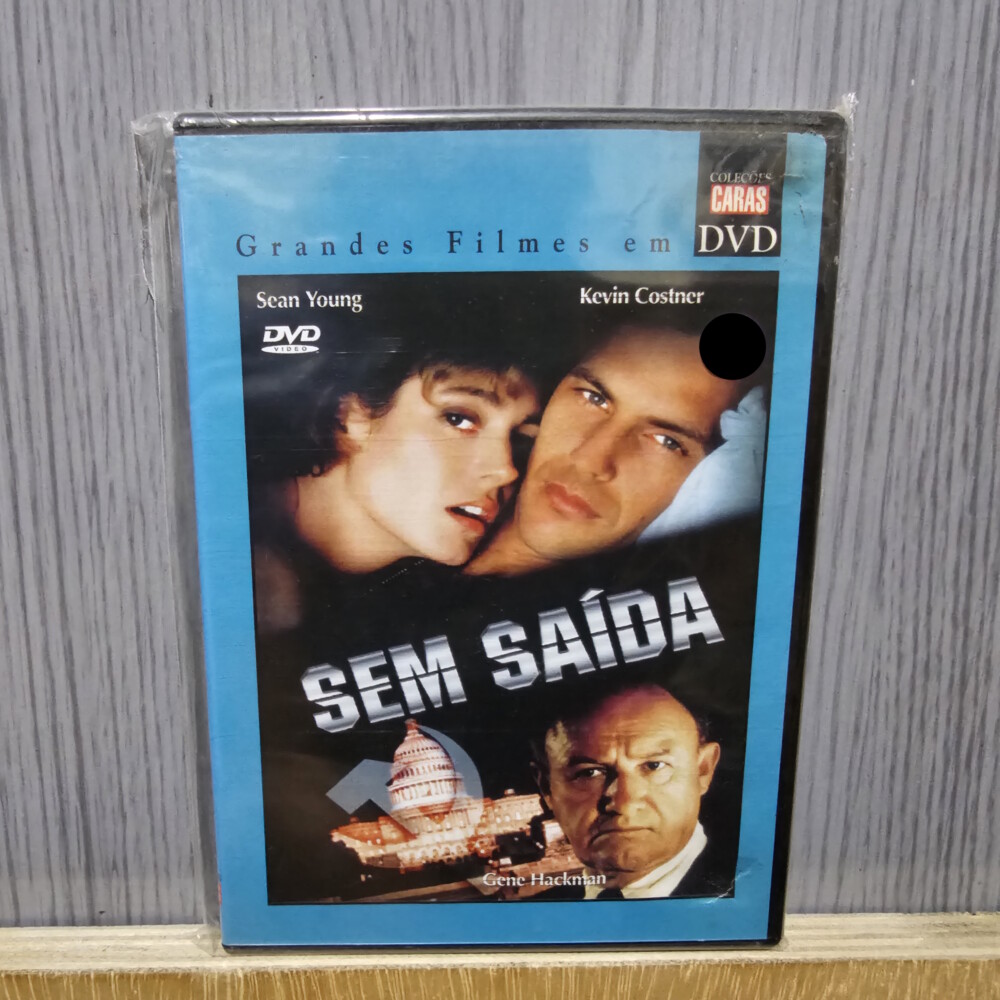 COLEÇÕES
CARAS
Grandes Filmes em DVD
Sean Young
Kevin Costner
DVD
VIDEO
SEM SAÍDA
Gene Hackman